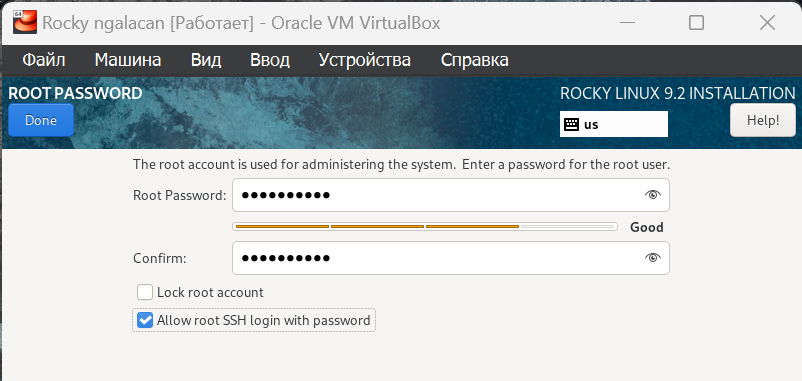 64
Rocky ngalacan [Работает] - Oracle VM VirtualBox
Файл Машина Вид Ввод Устройства Справка
ROOT PASSWORD
ROCKY LINUX 9.2 INSTALLATION
Done
us
Help!
The root account is used for administering the system. Enter a password for the root user.
Root Password: ●●●●●●●●●●
Good
Confirm: ●●●●●●●●●●
Lock root account
Allow root SSH login with password